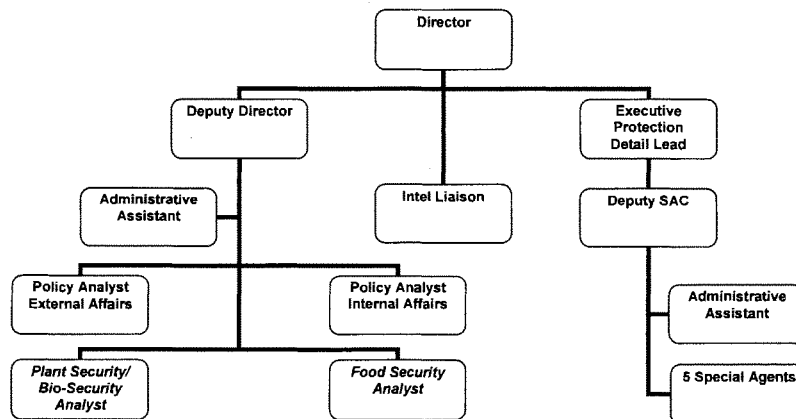 Director
Deputy Director
Executive
Protection
Detail Lead
Administrative
Assistant
Intel Liaison
Deputy SAC
Policy Analyst
External Affairs
Policy Analyst
Internal Affairs
Administrative
Assistant
Plant Security/
Bio-Security
Analyst
Food Security
Analyst
5 Special Agents